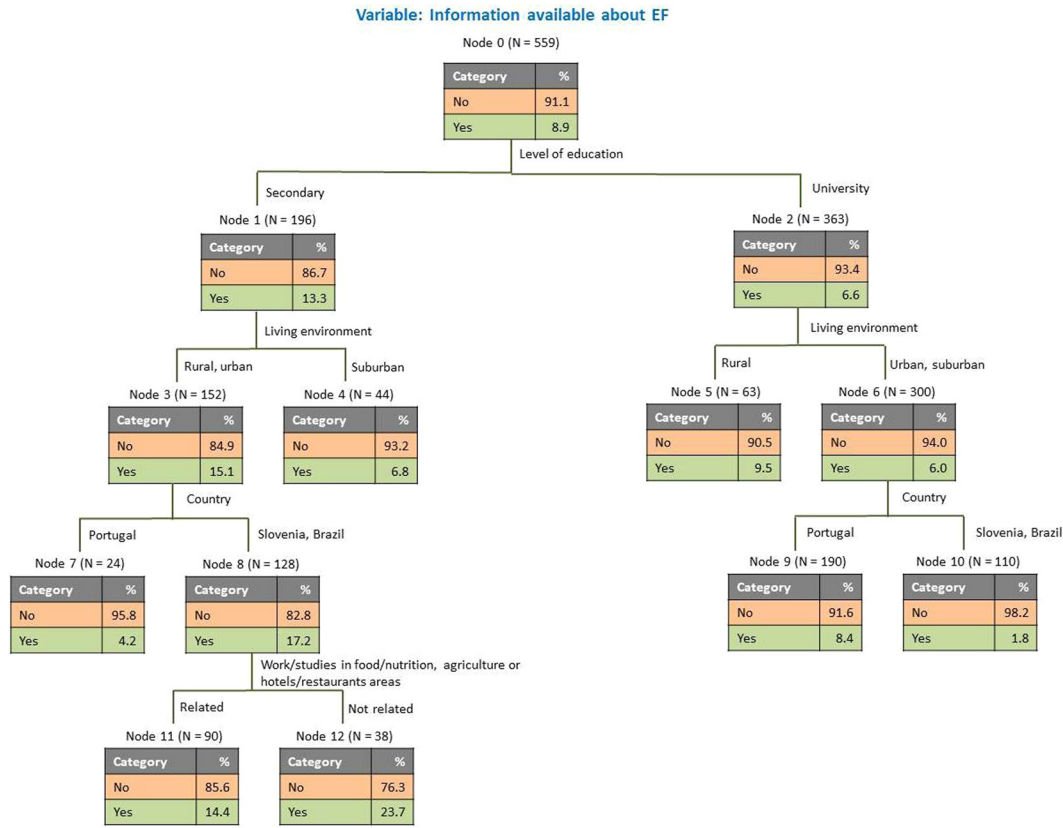 Variable: Information available about EF
Node 0 (N = 559)
Category %
No 91.1
Yes 8.9
Level of education
Secondary
University
Node 1 (N = 196)
Category %
No 86.7
Yes 13.3
Node 2 (N = 363)
Category %
No 93.4
Yes 6.6
Living environment
Living environment
Rural, urban
Suburban
Rural
Urban, suburban
Node 3 (N = 152)
Category %
No 84.9
Yes 15.1
Node 4 (N = 44)
Category %
No 93.2
Yes 6.8
Node 5 (N = 63)
Category %
No 90.5
Yes 9.5
Node 6 (N = 300)
Category %
No 94.0
Yes 6.0
Country
Country
Portugal
Slovenia, Brazil
Portugal
Slovenia, Brazil
Node 7 (N = 24)
Category %
No 95.8
Yes 4.2
Node 8 (N = 128)
Category %
No 82.8
Yes 17.2
Node 9 (N = 190)
Category %
No 91.6
Yes 8.4
Node 10 (N = 110)
Category %
No 98.2
Yes 1.8
Work/studies in food/nutrition, agriculture or
hotels/restaurants areas
Related
Not related
Node 11 (N = 90)
Category %
No 85.6
Yes 14.4
Node 12 (N = 38)
Category %
No 76.3
Yes 23.7